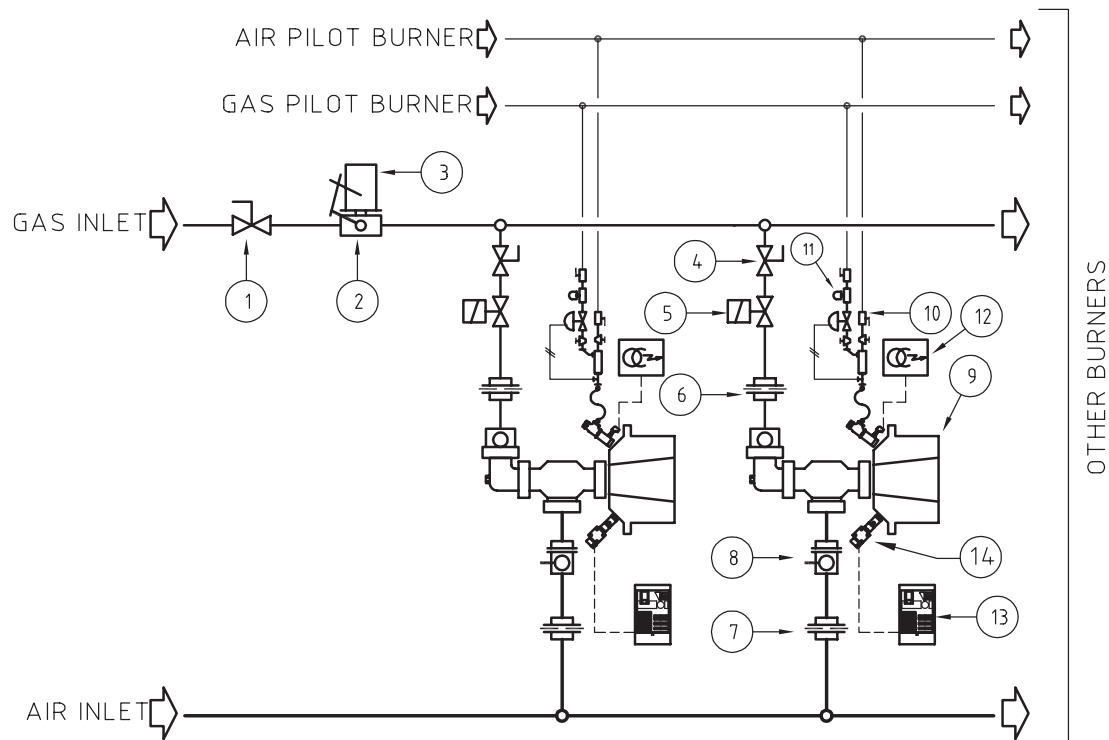 AIR PILOT BURNER
GAS PILOT BURNER
3
GAS INLET
1
2
4
11
5
10
12
6
9
OTHER BURNERS
8
14
7
13
AIR INLET